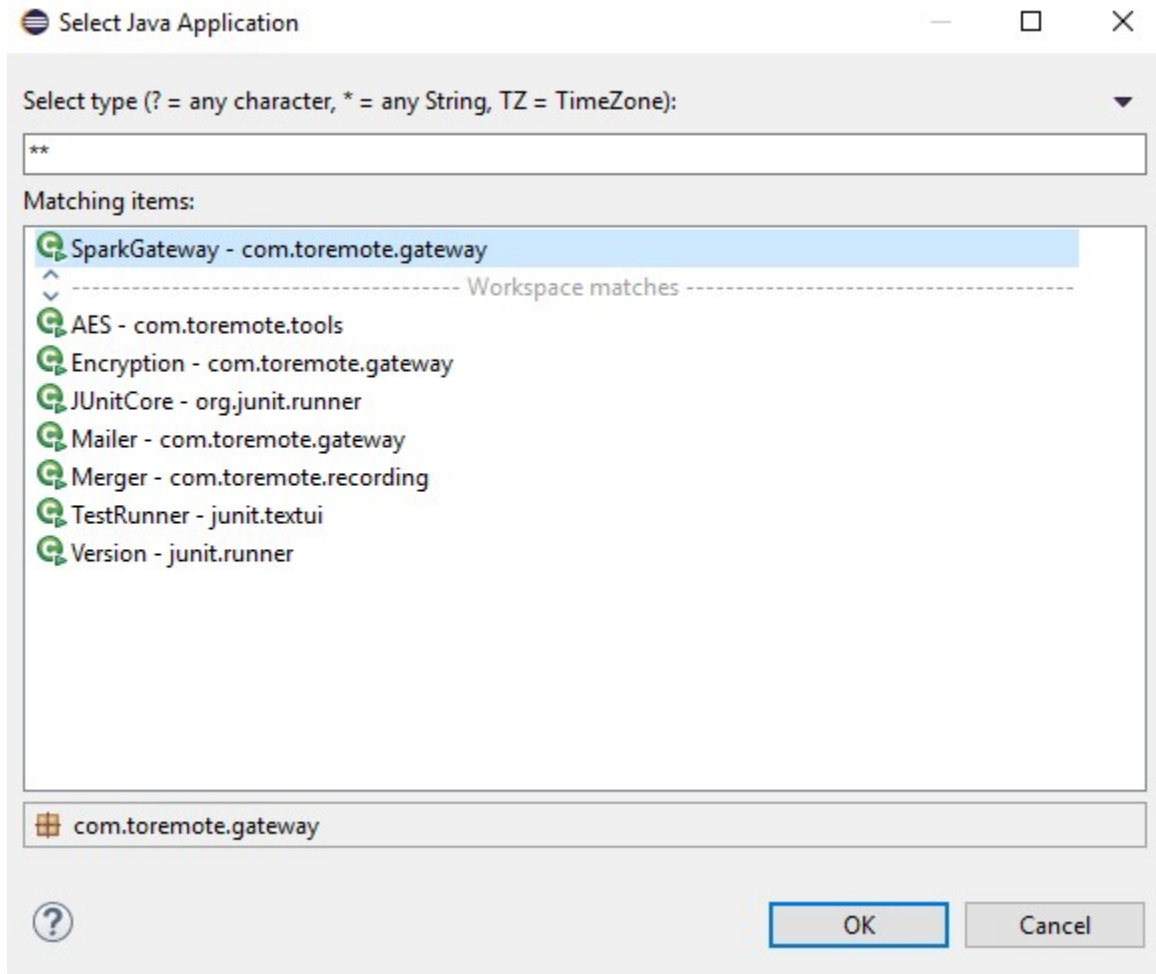 Select Java Application
Select type (? = any character, * = any String, TZ = TimeZone):
**
Matching items:
SparkGateway - com.toremote.gateway
--------------------------------------- Workspace matches ---------------------------------------
AES - com.toremote.tools
Encryption - com.toremote.gateway
JUnitCore - org.junit.runner
Mailer - com.toremote.gateway
Merger - com.toremote.recording
TestRunner - junit.textui
Version - junit.runner
com.toremote.gateway
? OK Cancel